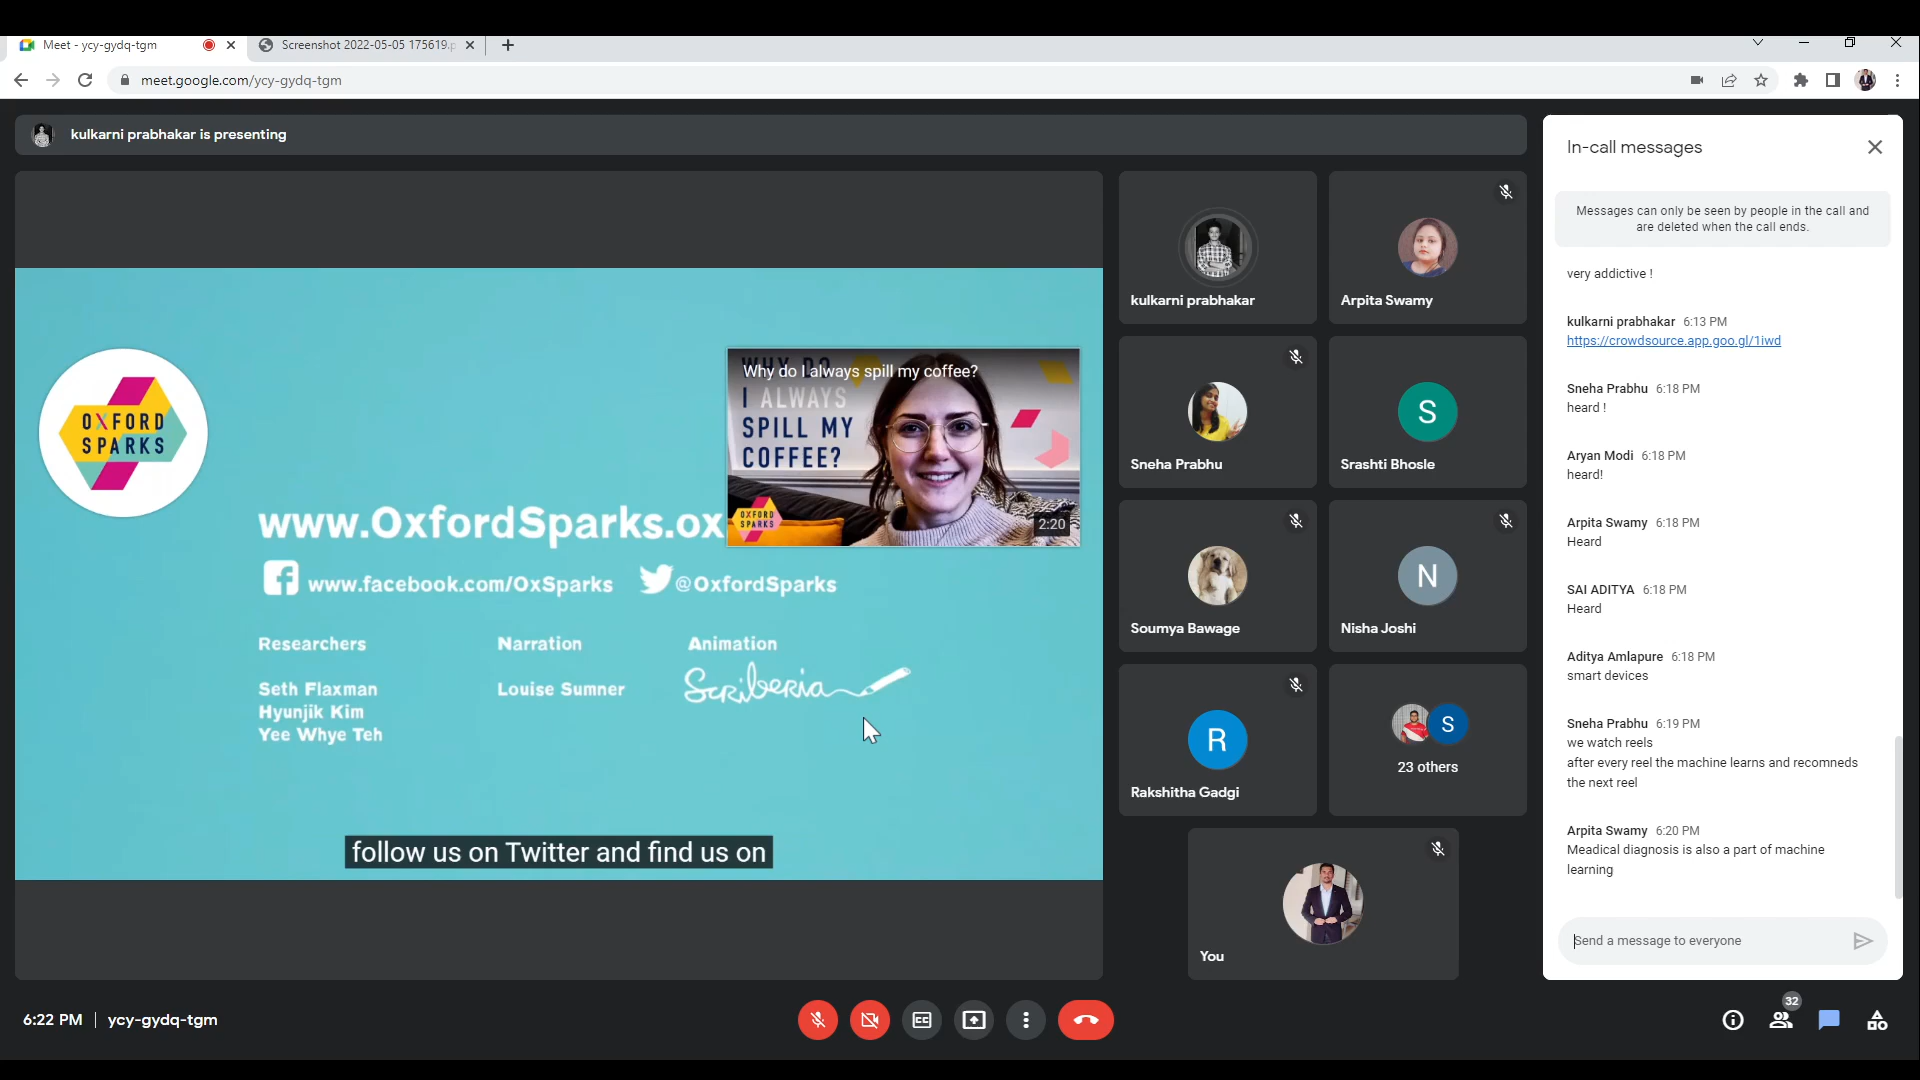 Meet - ycy-gydq-tgm
Screenshot 2022-05-05 175619.p
meet.google.com/ycy-gydq-tgm
kulkarni prabhakar is presenting
OXFORD
SPARKS
WHY DO
Why do I always spill my coffee?
I ALWAYS
SPILL MY
COFFEE?
OXFORD
SPARKS
2:20
www.OxfordSparks.ox
www.facebook.com/OxSparks
@OxfordSparks
Researchers
Narration
Animation
Seth Flaxman
Louise Sumner
Scriberia
Hyunjik Kim
Yee Whye Teh
follow us on Twitter and find us on
kulkarni prabhakar
Arpita Swamy
Sneha Prabhu
S
Srashti Bhosle
Soumya Bawage
N
Nisha Joshi
R
Rakshitha Gadgi
S
23 others
You
In-call messages
Messages can only be seen by people in the call and
are deleted when the call ends.
very addictive !
kulkarni prabhakar 6:13 PM
https://crowdsource.app.goo.gl/1iwd
Sneha Prabhu 6:18 PM
heard !
Aryan Modi 6:18 PM
heard!
Arpita Swamy 6:18 PM
Heard
SAI ADITYA 6:18 PM
Heard
Aditya Amlapure 6:18 PM
smart devices
Sneha Prabhu 6:19 PM
we watch reels
after every reel the machine learns and recomneds
the next reel
Arpita Swamy 6:20 PM
Meadical diagnosis is also a part of machine
learning
Send a message to everyone
6:22 PM | ycy-gydq-tgm
CC
32